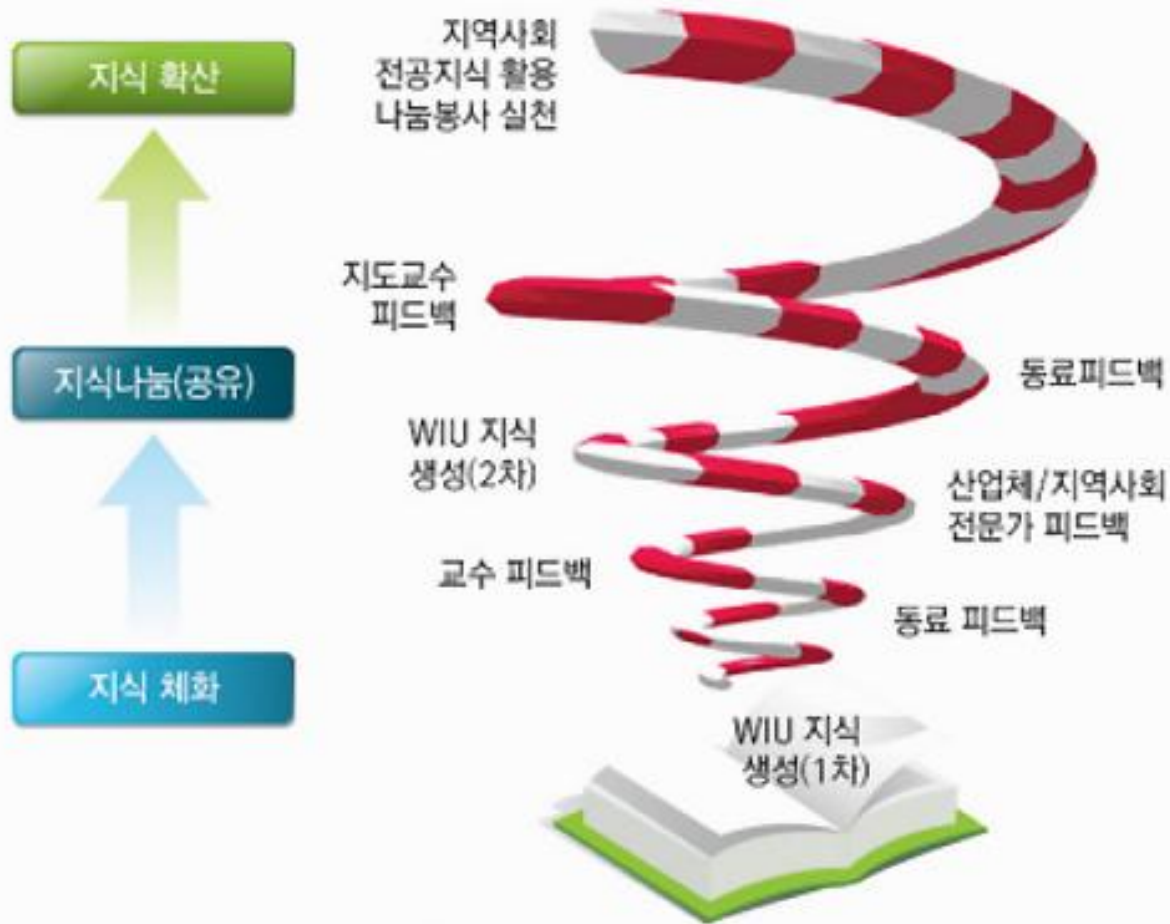 지식 확산
지식나눔(공유)
지식 체화
지역사회
전공지식 활용
나눔봉사 실천
지도교수
피드백
동료피드백
WIU 지식
생성(2차)
산업체/지역사회
전문가 피드백
교수 피드백
동료 피드백
WIU 지식
생성(1차)